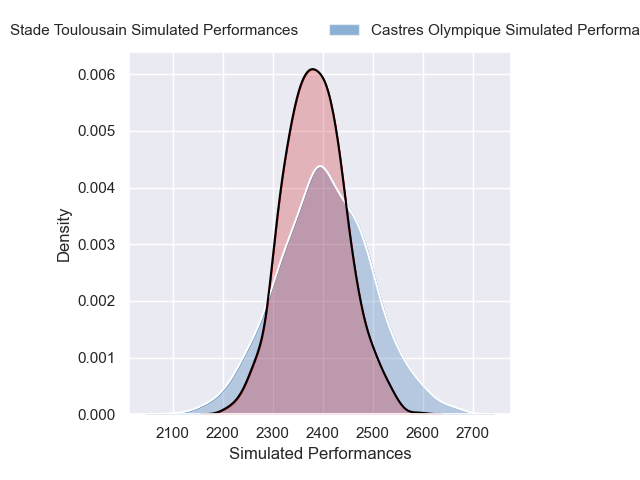 Stade Toulousain Simulated Performances
Castres Olympique Simulated Performa
0.006
0.005
0.004
0.003
0.002
0.001
0.000
Density
2100 2200 2300 2400 2500 2600 2700
Simulated Performances